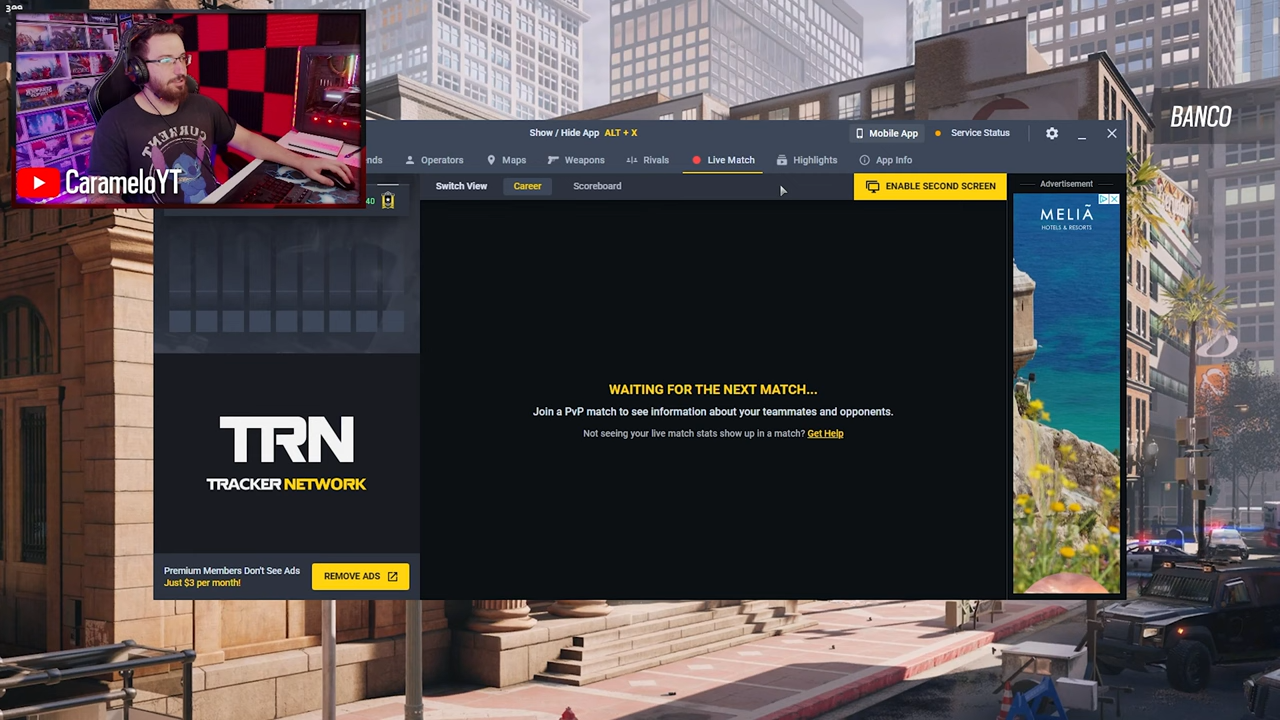 Show / Hide App ALT + X
Mobile App
Service Status
ends
Operators
Maps
Weapons
Rivals
Live Match
Highlights
App Info
CarameloYT
40
Switch View
Career
Scoreboard
ENABLE SECOND SCREEN
Advertisement
MELIÃ
HOTELS & RESORTS
BANCO
WAITING FOR THE NEXT MATCH...
Join a PvP match to see information about your teammates and opponents.
Not seeing your live match stats show up in a match? Get Help
TRN
TRACKER NETWORK
Premium Members Don't See Ads
Just $3 per month!
REMOVE ADS